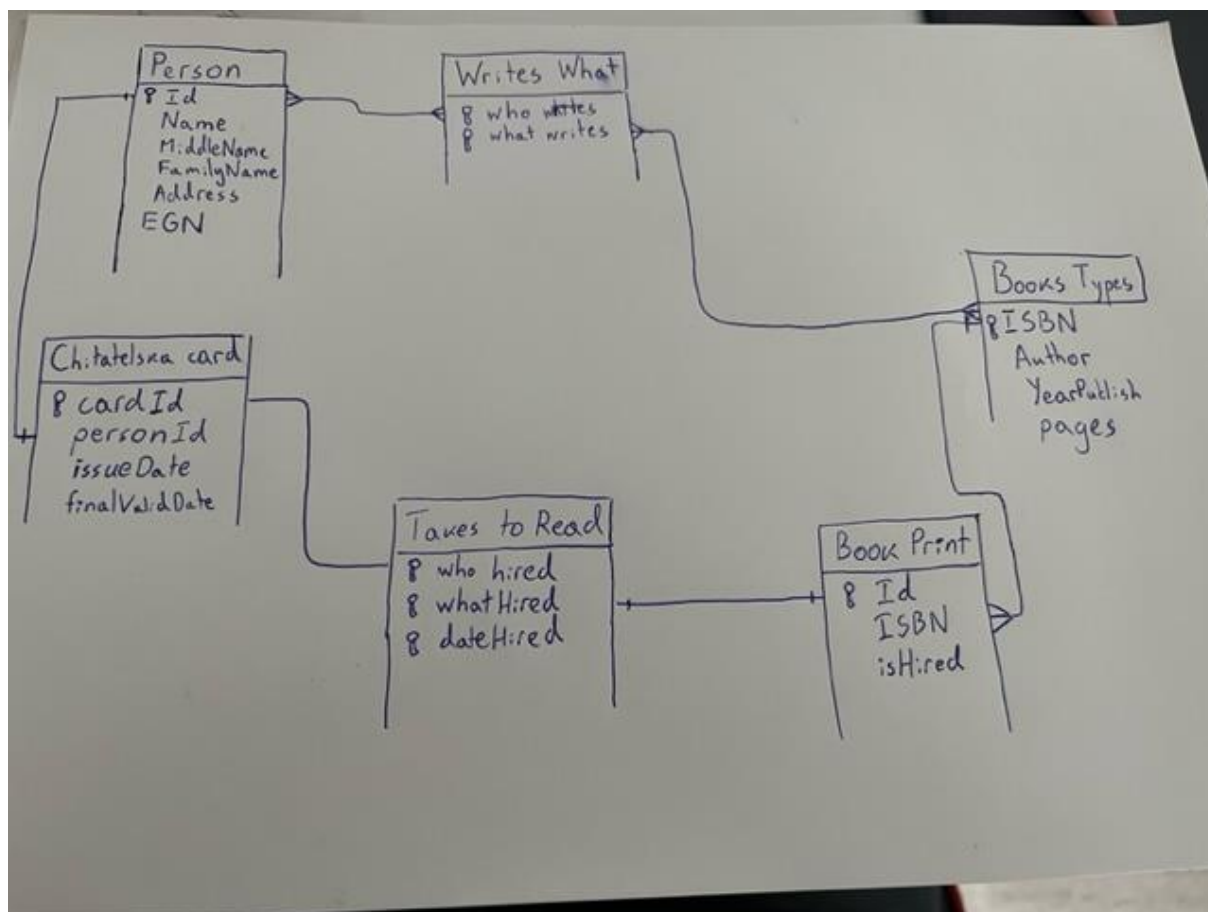 Person
Id
Name
MiddleName
FamilyName
Address
EGN
Writes What
who writes
what writes
Books Types
ISBN
Author
YearPublish
pages
Chitatelska card
cardId
personId
issueDate
finalValidDate
Takes to Read
who hired
whatHired
dateHired
Book Print
Id
ISBN
isHired